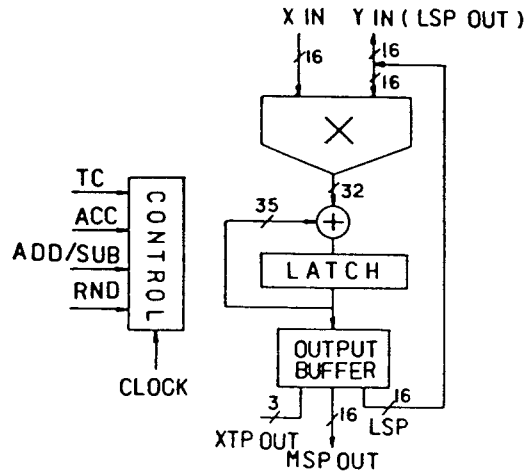 X IN Y IN (LSP OUT)
16
16
16
X
TC
ACC
ADD/SUB
RND
CONTROL
CLOCK
32
35
+
LATCH
OUTPUT
BUFFER
3
XTP OUT
16
MSP OUT
16
LSP